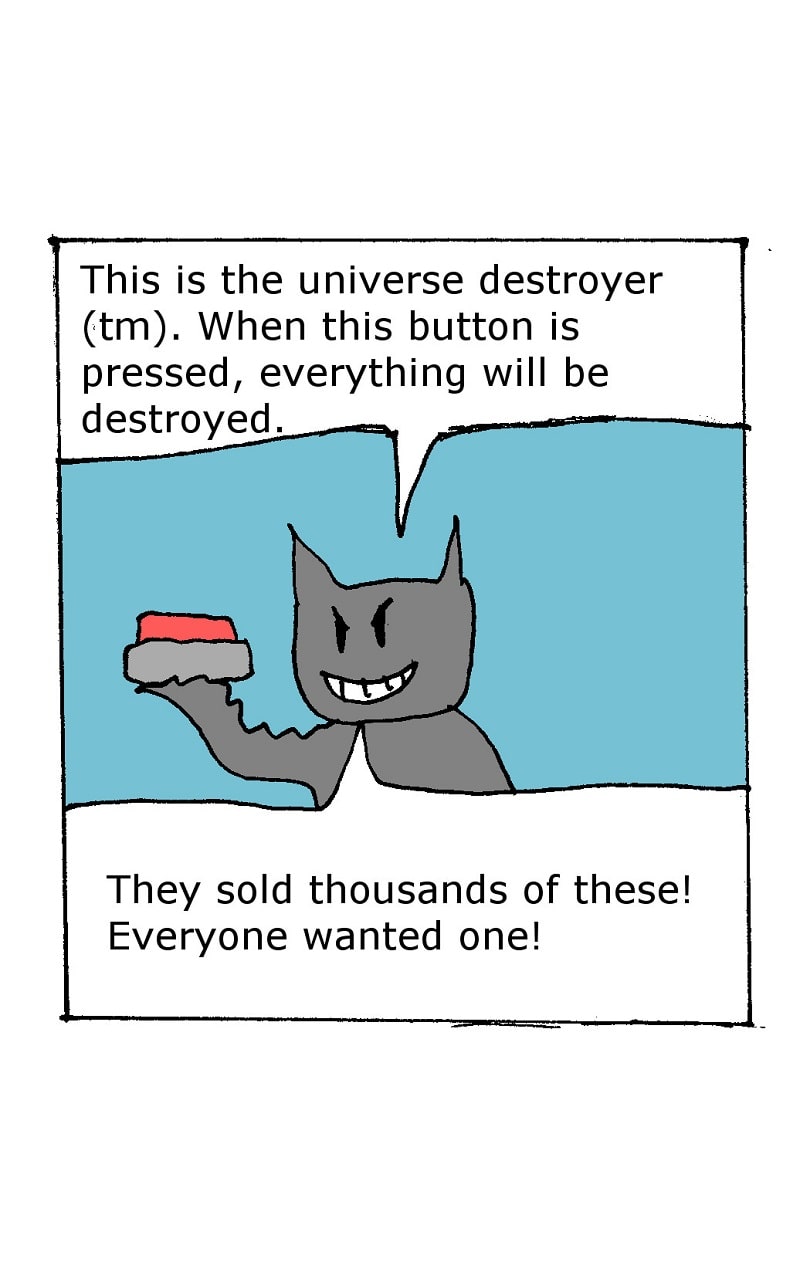 This is the universe destroyer
(tm). When this button is
pressed, everything will be
destroyed.
They sold thousands of these!
Everyone wanted one!